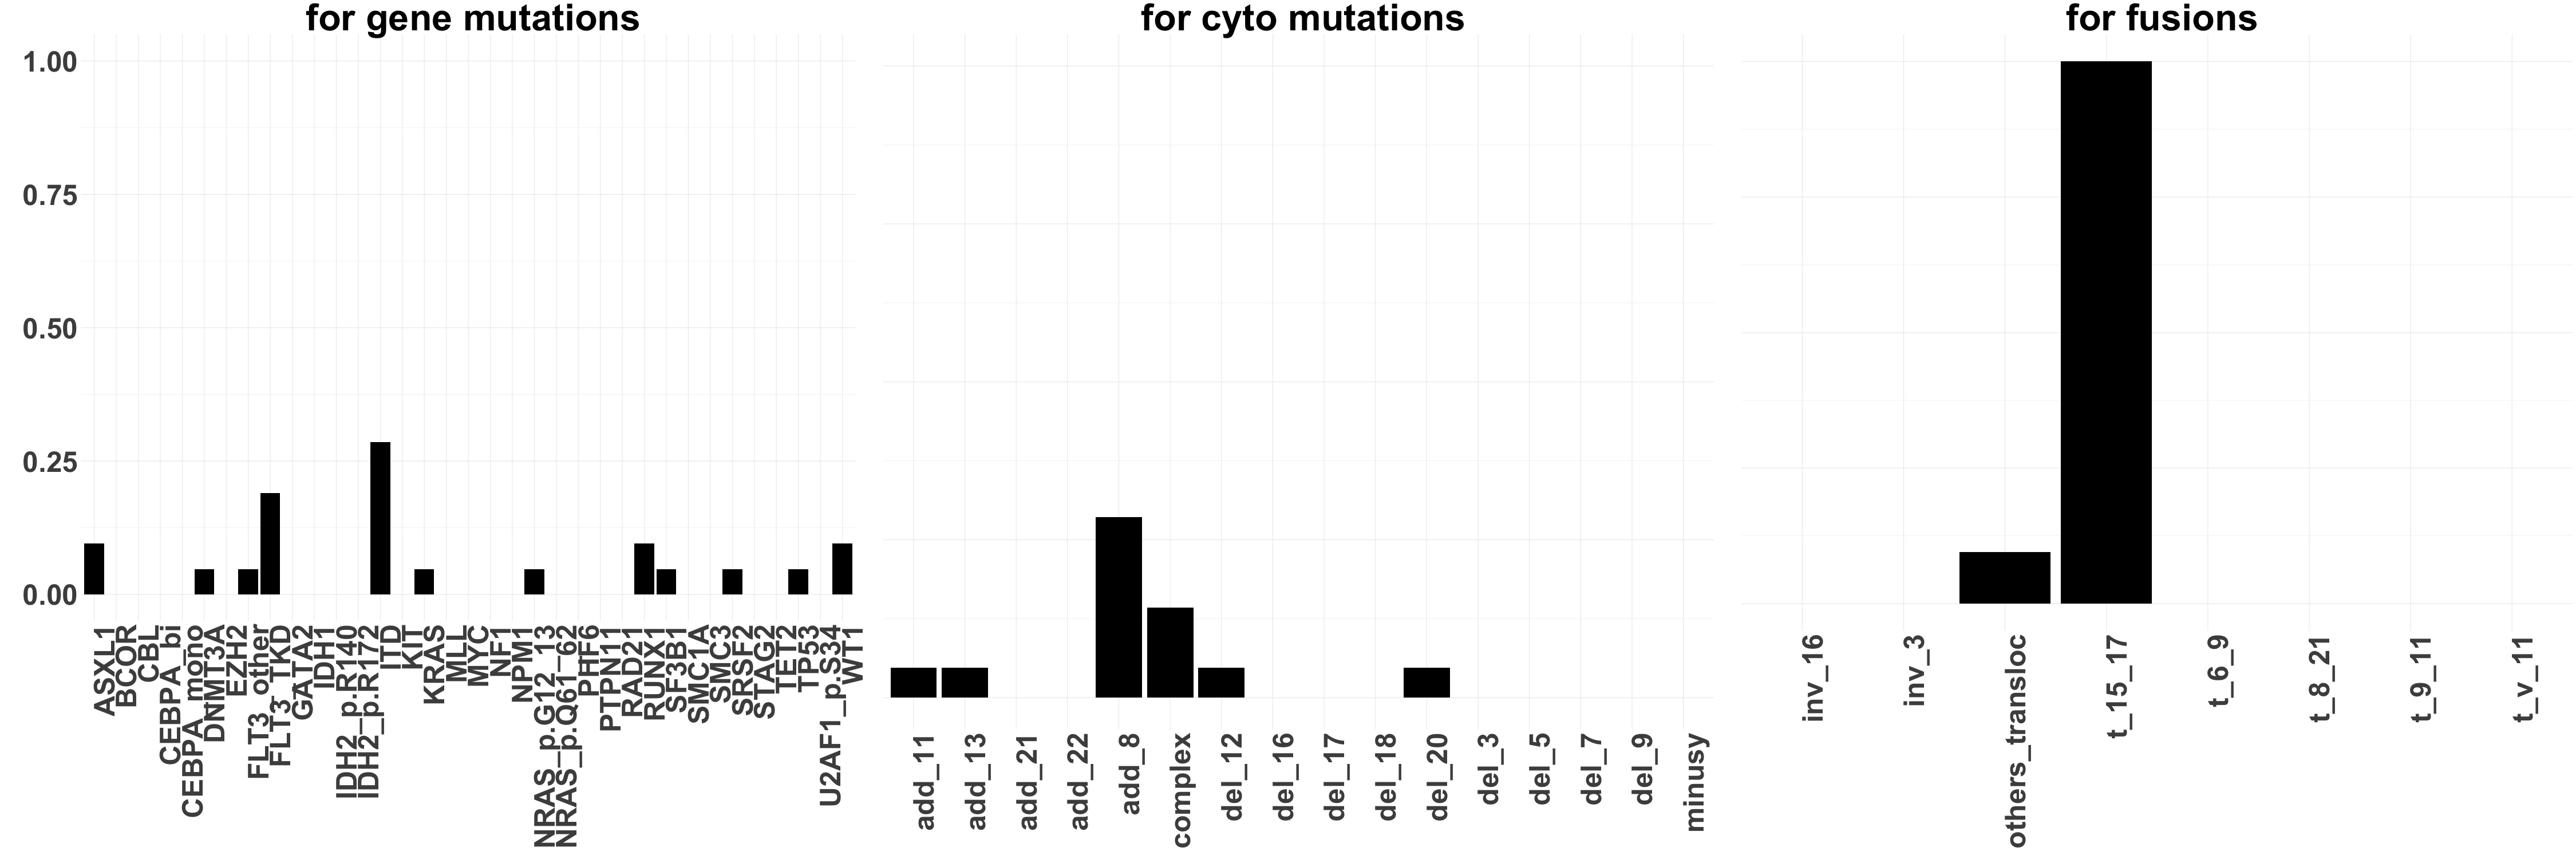 for gene mutations
for cyto mutations
for fusions
1.00
0.75
0.50
0.25
0.00
ASXL1
BCOR
CBL
CEBPA_bi
CEBPA_mono
DNMT3A
EZH2
FLT3_other
FLT3_TKD
GATA2
IDH1
IDH2_p.R140
IDH2_p.R172
ITD
KIT
KRAS
MLL
MYC
NF1
NPM1
NRAS_p.G12_13
NRAS_p.Q61_62
PHF6
PTPN11
RAD21
RUNX1
SF3B1
SMC1A
SMC3
SRSF2
STAG2
TET2
TP53
U2AF1_p.S34
WT1
add_11
add_13
add_21
add_22
add_8
complex
del_12
del_16
del_17
del_18
del_20
del_3
del_5
del_7
del_9
minusy
inv_16
inv_3
others_transloc
t_15_17
t_6_9
t_8_21
t_9_11
t_v_11